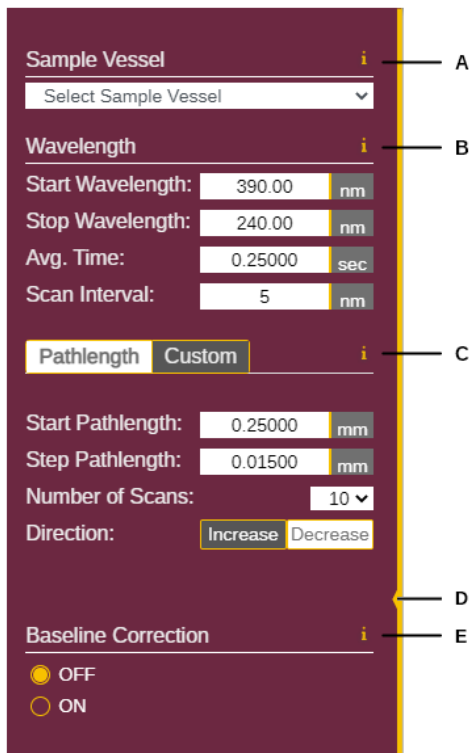 Sample Vessel i A
Select Sample Vessel
Wavelength i B
Start Wavelength: 390.00 nm
Stop Wavelength: 240.00 nm
Avg. Time: 0.25000 sec
Scan Interval: 5 nm
Pathlength Custom i C
Start Pathlength: 0.25000 mm
Step Pathlength: 0.01500 mm
Number of Scans: 10
Direction: Increase Decrease
D
Baseline Correction i E
OFF
ON